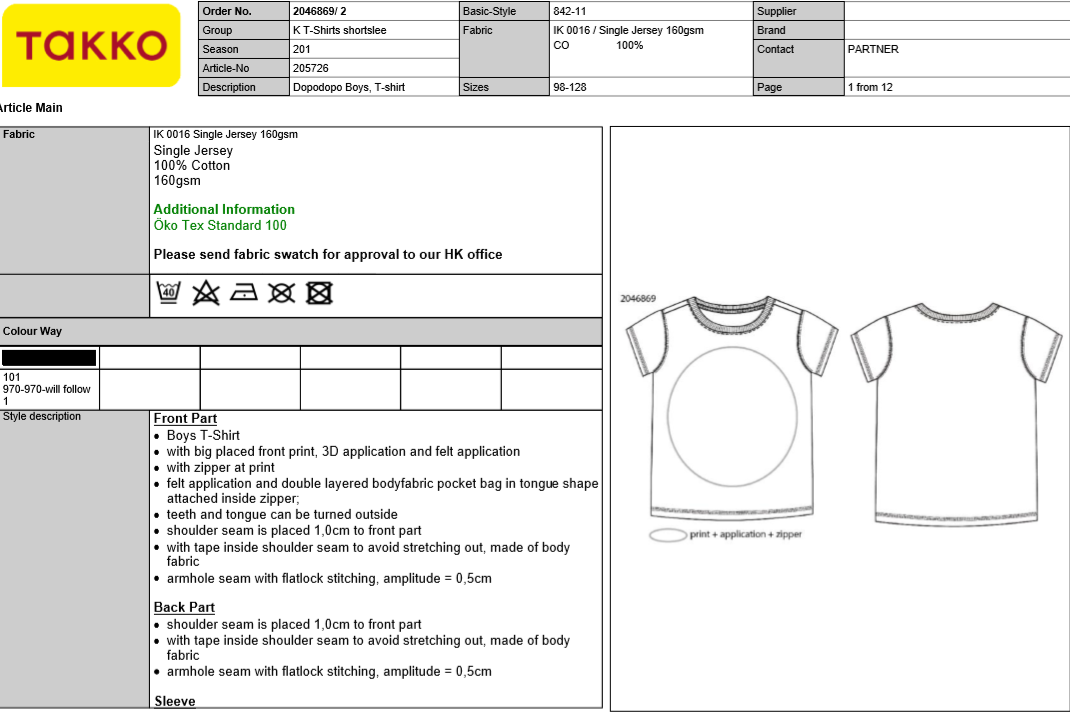 TAKKO
Order No. 2046869/ 2 Basic-Style 842-11 Supplier
Group K T-Shirts shortslee Fabric IK 0016 / Single Jersey 160gsm Brand
CO 100%
Season 201 Contact PARTNER
Article-No 205726
Description Dopodopo Boys, T-shirt Sizes 98-128 Page 1 from 12
Article Main
Fabric
IK 0016 Single Jersey 160gsm
Single Jersey
100% Cotton
160gsm
Additional Information
Öko Tex Standard 100
Please send fabric swatch for approval to our HK office
40
Colour Way
101
970-970-will follow
1
Style description
Front Part
• Boys T-Shirt
• with big placed front print, 3D application and felt application
• with zipper at print
• felt application and double layered bodyfabric pocket bag in tongue shape
attached inside zipper;
• teeth and tongue can be turned outside
• shoulder seam is placed 1,0cm to front part
• with tape inside shoulder seam to avoid stretching out, made of body
fabric
• armhole seam with flatlock stitching, amplitude = 0,5cm
Back Part
• shoulder seam is placed 1,0cm to front part
• with tape inside shoulder seam to avoid stretching out, made of body
fabric
• armhole seam with flatlock stitching, amplitude = 0,5cm
Sleeve
2046869
print + application + zipper